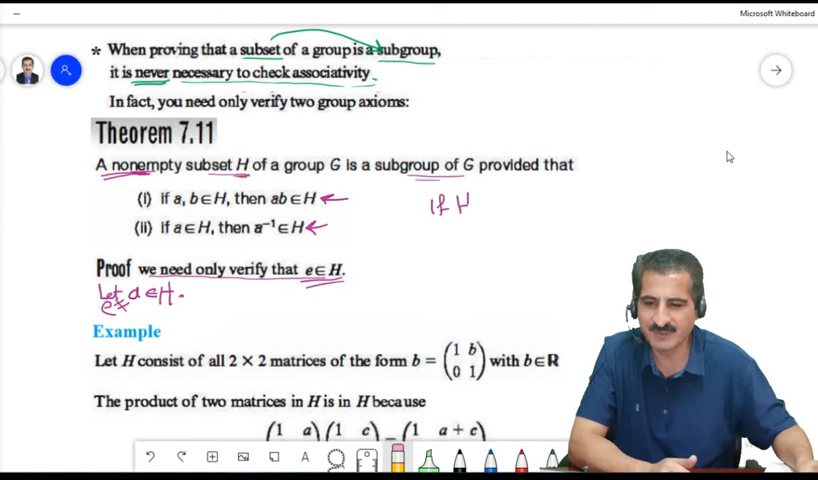 Microsoft Whiteboard
* When proving that a subset of a group is a subgroup,
it is never necessary to check associativity.
In fact, you need only verify two group axioms:
Theorem 7.11
A nonempty subset H of a group G is a subgroup of G provided that
(i) if a, b∈H, then ab∈H
If H
(ii) if a∈H, then a⁻¹∈H
Proof we need only verify that e∈H.
Let a∈H.
e≠
Example
Let H consist of all 2 × 2 matrices of the form b = (1 b
0 1) with b∈R
The product of two matrices in H is in H because
(1 a)(1 c) = (1 a + c)